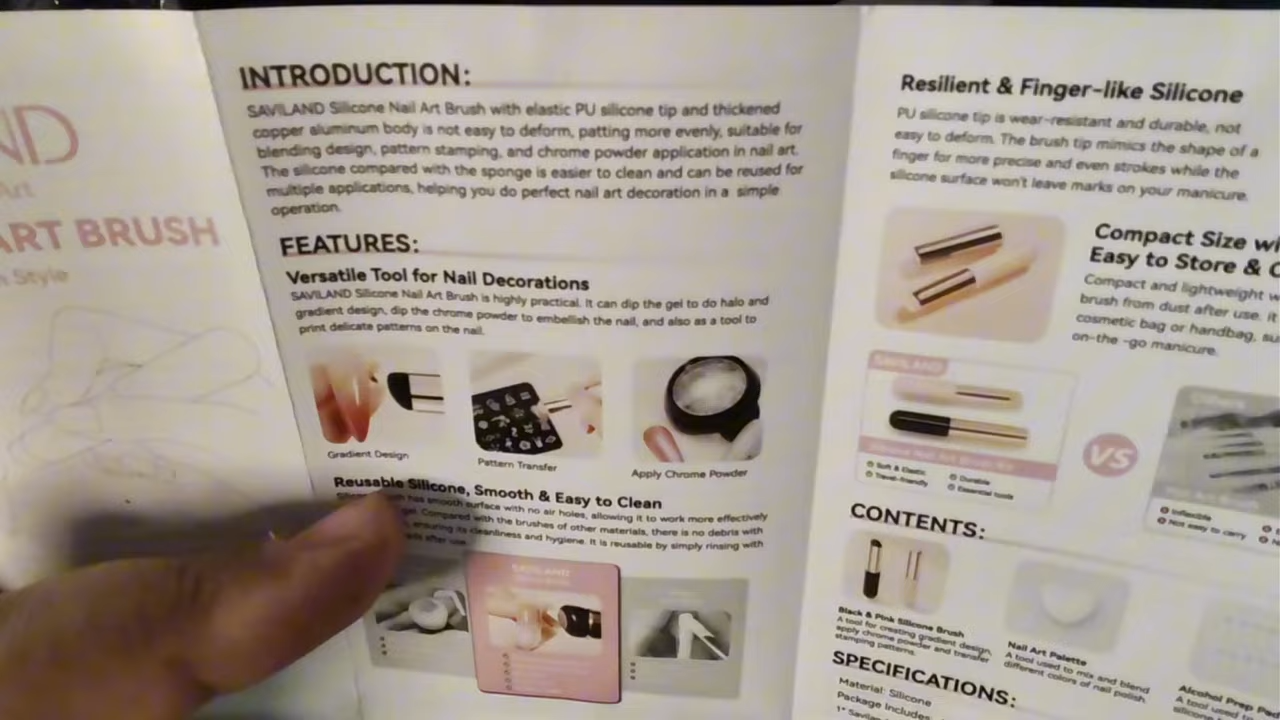 ND
Art
ART BRUSH
Style
INTRODUCTION:
SAVILAND Silicone Nail Art Brush with elastic PU silicone tip and thickened
copper aluminum body is not easy to deform, patting more evenly, suitable for
blending design, pattern stamping, and chrome powder application in nail art.
The silicone compared with the sponge is easier to clean and can be reused for
multiple applications, helping you do perfect nail art decoration in a simple
operation.
FEATURES:
Versatile Tool for Nail Decorations
SAVILAND Silicone Nail Art Brush is highly practical. It can dip the gel to do halo and
gradient design, dip the chrome powder to embellish the nail, and also as a tool to
print delicate patterns on the nail.
Gradient Design
Pattern Transfer
Apply Chrome Powder
Reusable Silicone, Smooth & Easy to Clean
has smooth surface with no air holes, allowing it to work more effectively
gel. Compared with the brushes of other materials, there is no debris with
ensuring its cleanliness and hygiene. It is reusable by simply rinsing with
after use.
SAVILAND
Resilient & Finger-like Silicone
PU silicone tip is wear-resistant and durable, not
easy to deform. The brush tip mimics the shape of a
finger for more precise and even strokes while the
silicone surface won't leave marks on your manicure.
Compact Size wi
Easy to Store & C
Compact and lightweight w
brush from dust after use. it
cosmetic bag or handbag, su
on-the -go manicure.
SAVILAND
Soft & Elastic
Durable
Travel-friendly
Essential tools
VS
Others
Inflexible
Not easy to carry
CONTENTS:
Black & Pink Silicone Brush
A tool for creating gradient design,
apply chrome powder and transfer
stamping patterns.
Nail Art Palette
A tool used to mix and blend
different colors of nail polish.
Alcohol Prep Pad
A tool used to
SPECIFICATIONS:
Material: Silicone
Package Includes: